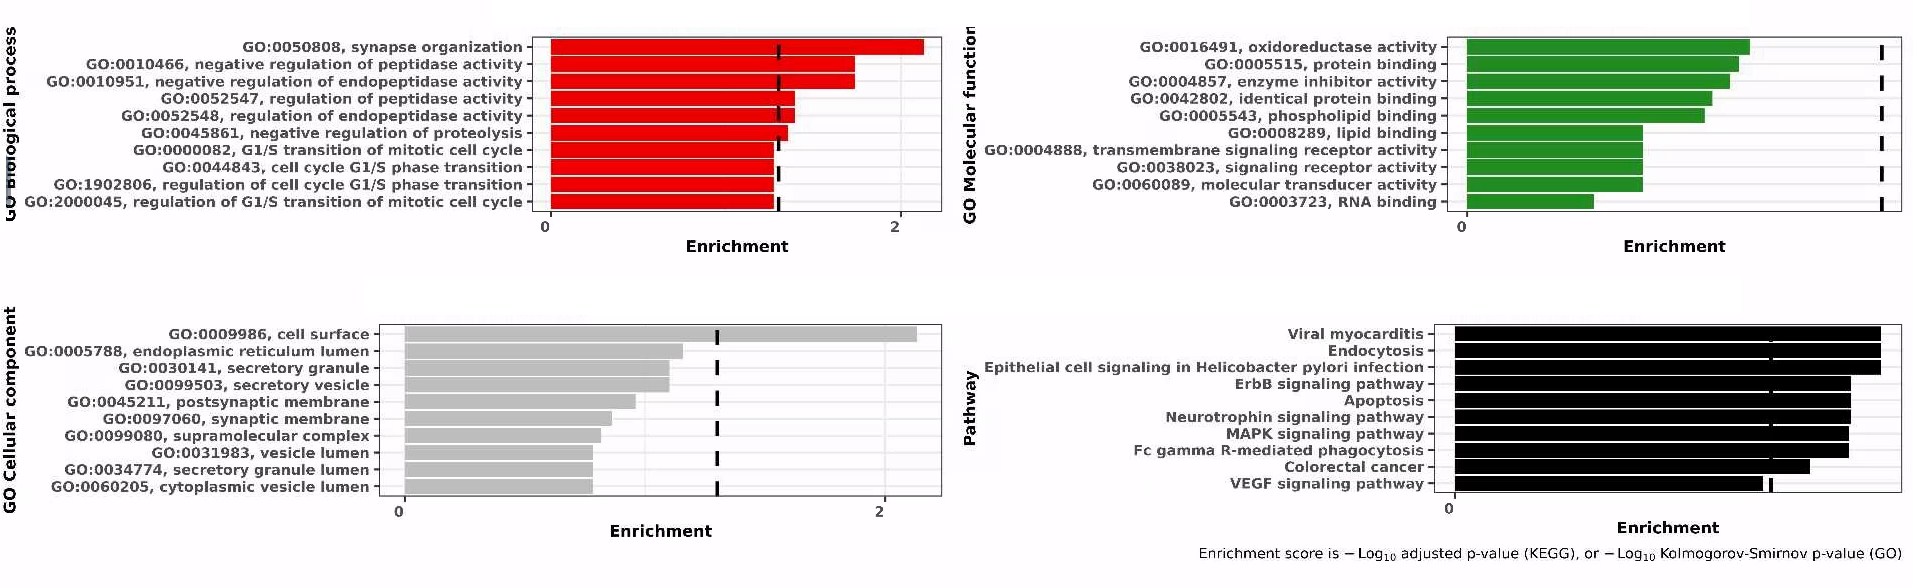 GO Biological process
GO:0050808, synapse organization
GO:0010466, negative regulation of peptidase activity
GO:0010951, negative regulation of endopeptidase activity
GO:0052547, regulation of peptidase activity
GO:0052548, regulation of endopeptidase activity
GO:0045861, negative regulation of proteolysis
GO:0000082, G1/S transition of mitotic cell cycle
GO:0044843, cell cycle G1/S phase transition
GO:1902806, regulation of cell cycle G1/S phase transition
GO:2000045, regulation of G1/S transition of mitotic cell cycle
0 2
Enrichment
GO Molecular function
GO:0016491, oxidoreductase activity
GO:0005515, protein binding
GO:0004857, enzyme inhibitor activity
GO:0042802, identical protein binding
GO:0005543, phospholipid binding
GO:0008289, lipid binding
GO:0004888, transmembrane signaling receptor activity
GO:0038023, signaling receptor activity
GO:0060089, molecular transducer activity
GO:0003723, RNA binding
0
Enrichment
GO Cellular component
GO:0009986, cell surface
GO:0005788, endoplasmic reticulum lumen
GO:0030141, secretory granule
GO:0099503, secretory vesicle
GO:0045211, postsynaptic membrane
GO:0097060, synaptic membrane
GO:0099080, supramolecular complex
GO:0031983, vesicle lumen
GO:0034774, secretory granule lumen
GO:0060205, cytoplasmic vesicle lumen
0 2
Enrichment
Pathway
Viral myocarditis
Endocytosis
Epithelial cell signaling in Helicobacter pylori infection
ErbB signaling pathway
Apoptosis
Neurotrophin signaling pathway
MAPK signaling pathway
Fc gamma R-mediated phagocytosis
Colorectal cancer
VEGF signaling pathway
0
Enrichment
Enrichment score is −Log10 adjusted p-value (KEGG), or −Log10 Kolmogorov-Smirnov p-value (GO)